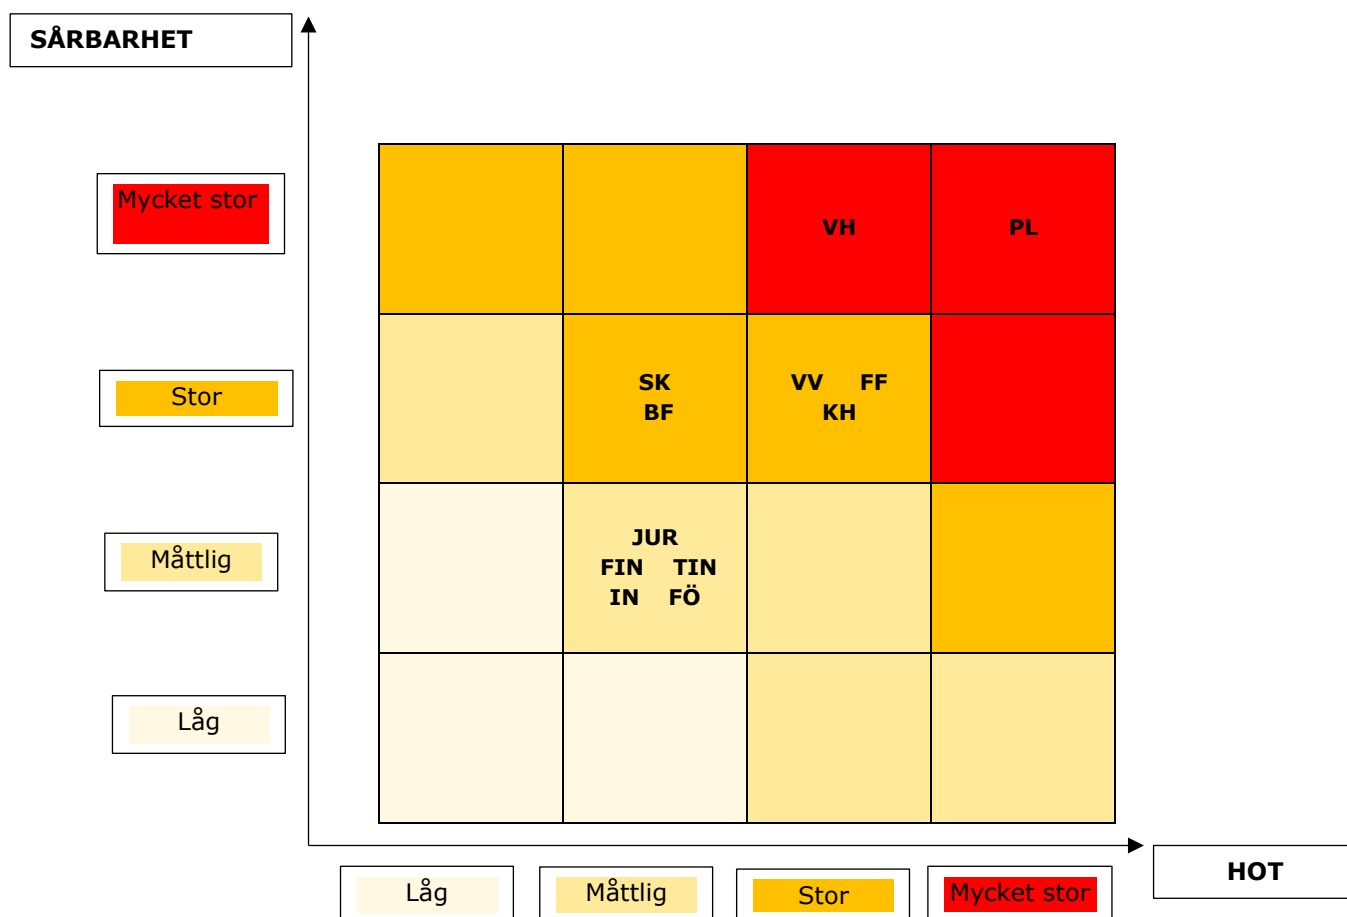 SÅRBARHET
Mycket stor
VH PL
Stor
SK
BF
VV FF
KH
Måttlig
JUR
FIN TIN
IN FÖ
Låg
HOT
Låg Måttlig Stor Mycket stor